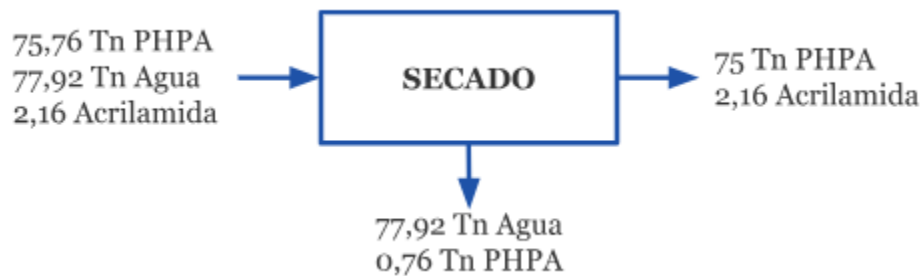 75,76 Tn PHPA
77,92 Tn Agua
2,16 Acrilamida
SECADO
75 Tn PHPA
2,16 Acrilamida
77,92 Tn Agua
0,76 Tn PHPA